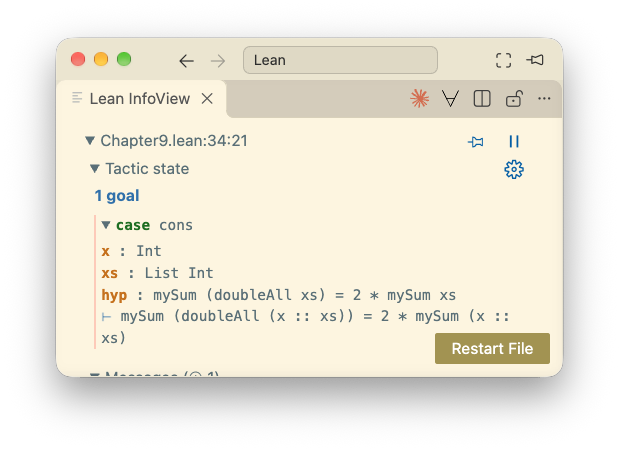 Lean
Lean InfoView
Chapter9.lean:34:21
Tactic state
1 goal
case cons
x : Int
xs : List Int
hyp : mySum (doubleAll xs) = 2 * mySum xs
⊢ mySum (doubleAll (x :: xs)) = 2 * mySum (x ::
xs)
Restart File